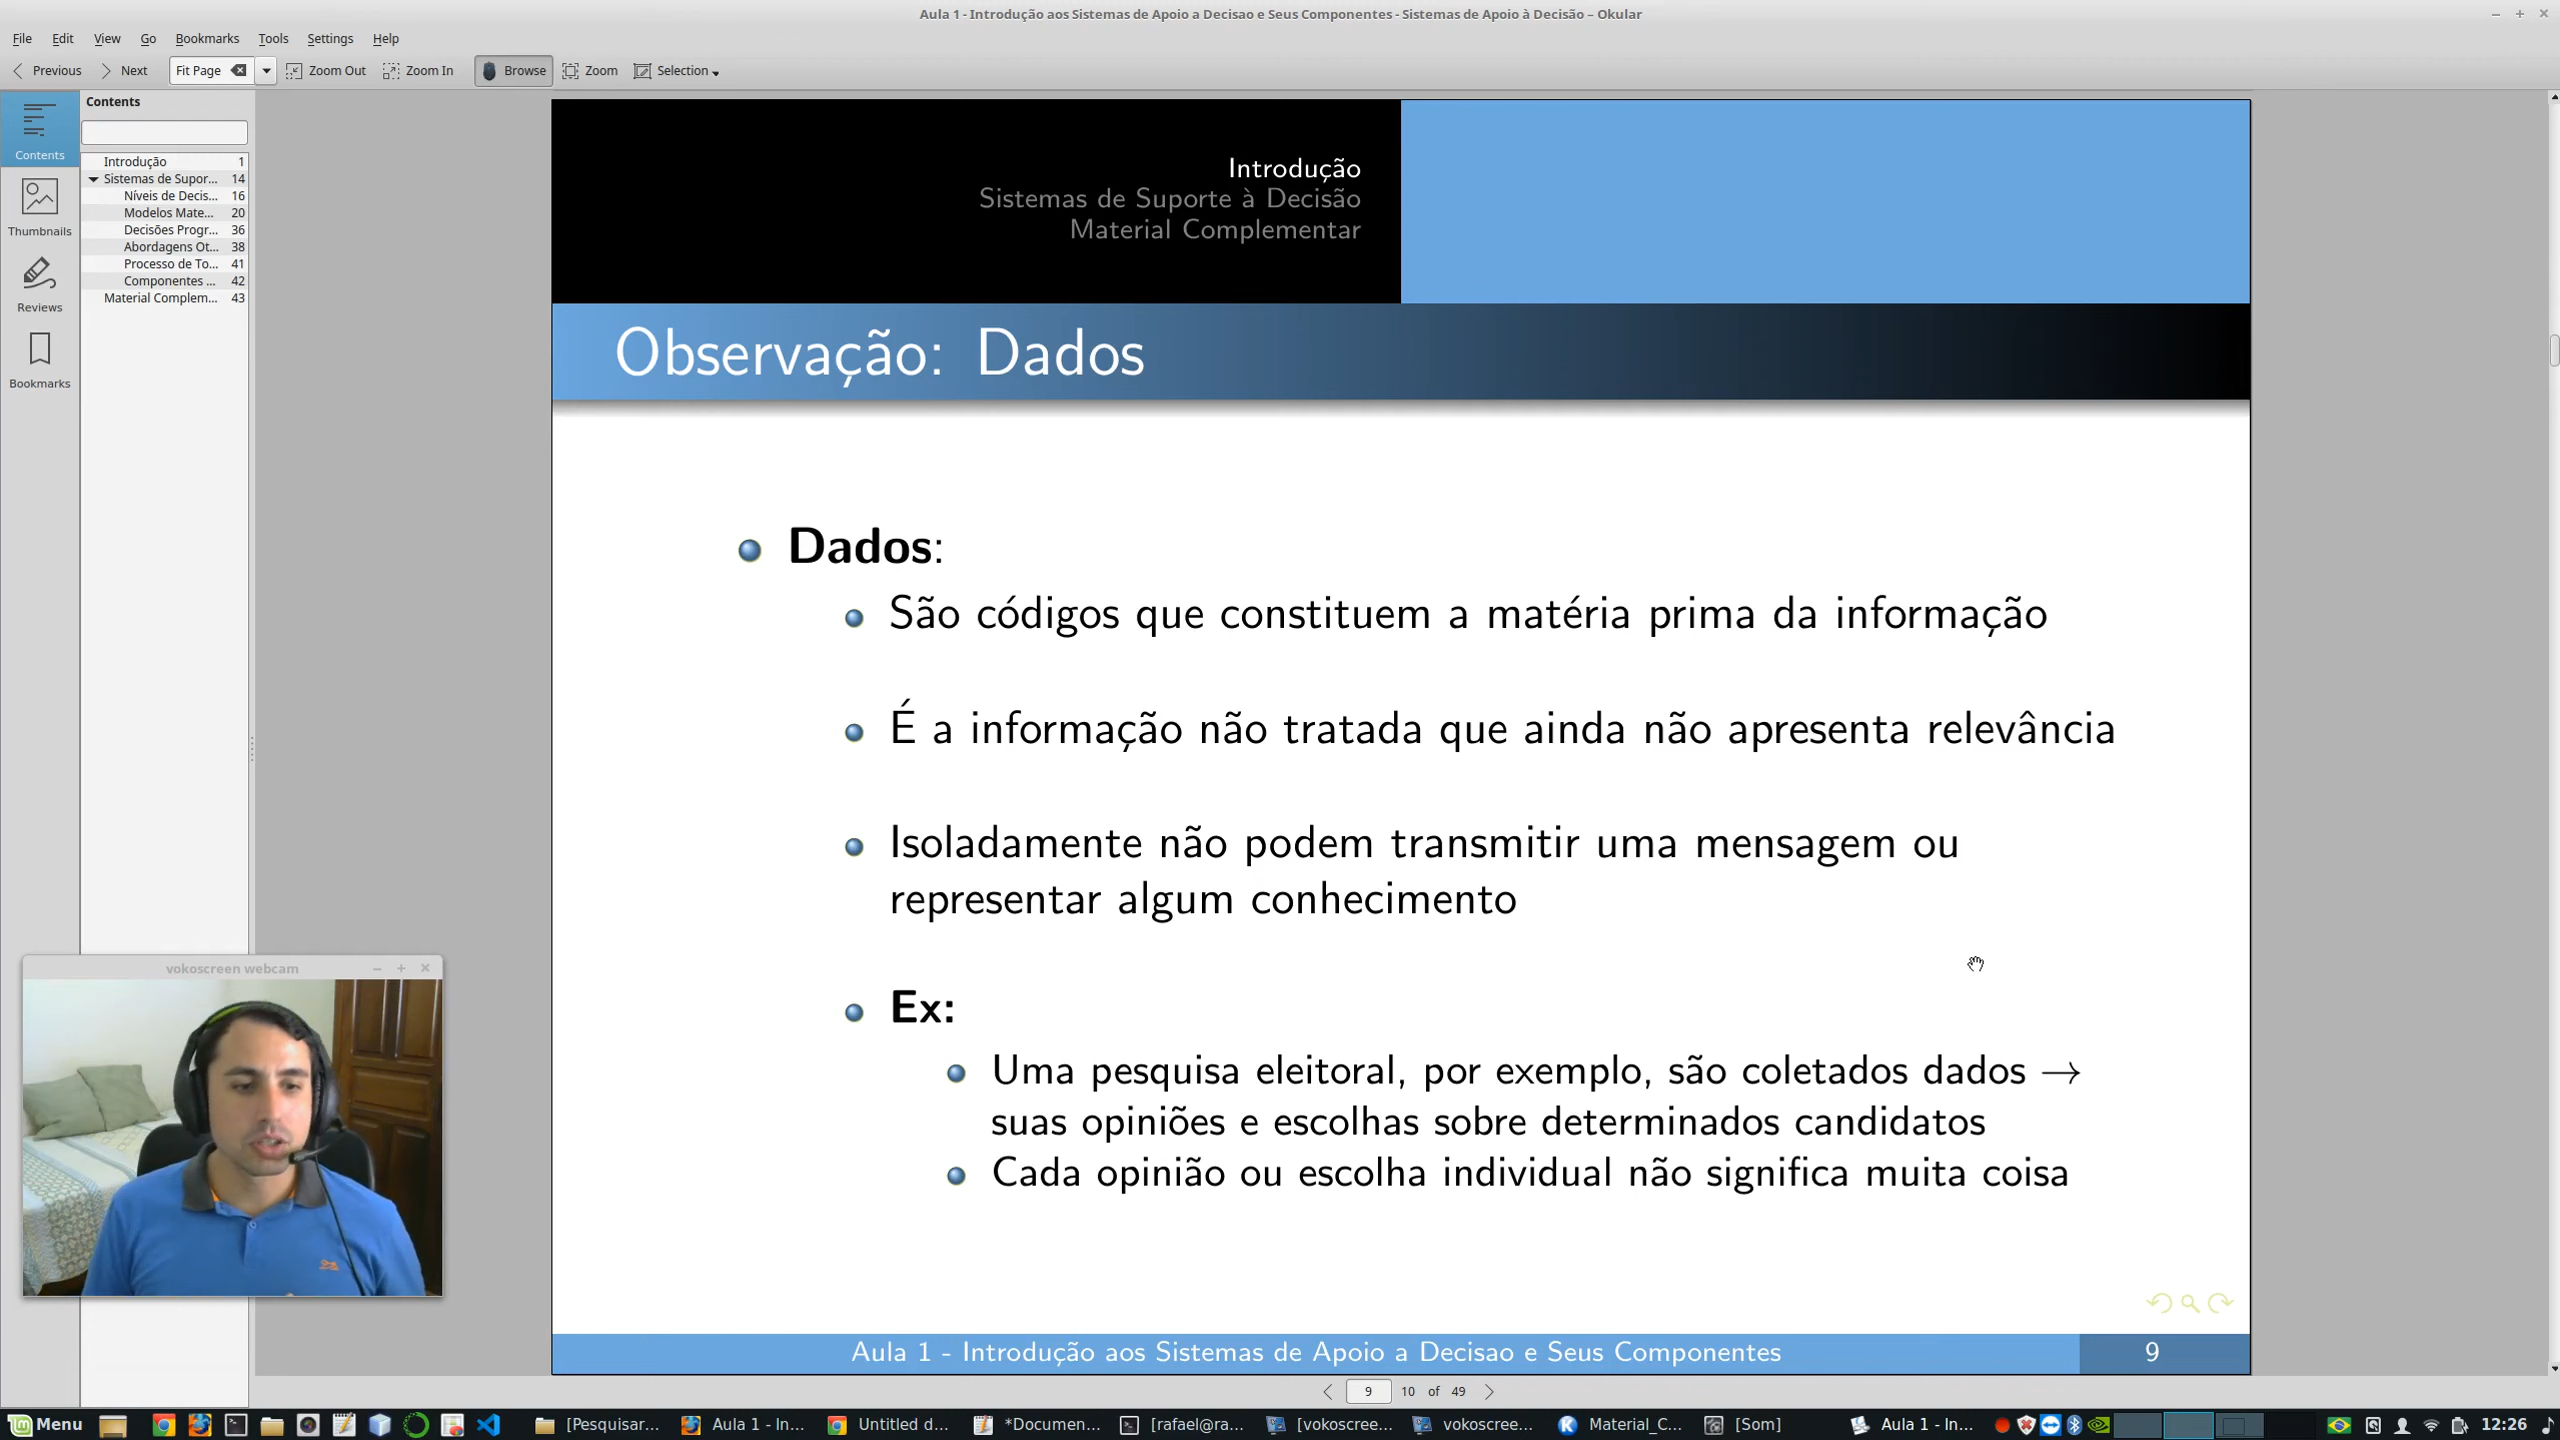 Aula 1 - Introdução aos Sistemas de Apoio a Decisao e Seus Componentes - Sistemas de Apoio à Decisão – Okular
File Edit View Go Bookmarks Tools Settings Help
Previous Next Fit Page Zoom Out Zoom In Browse Zoom Selection
Contents
Contents
Thumbnails
Reviews
Bookmarks
Introdução 1
Sistemas de Supor... 14
Níveis de Decis... 16
Modelos Mate... 20
Decisões Progr... 36
Abordagens Ot... 38
Processo de To... 41
Componentes ... 42
Material Complem... 43
Introdução
Sistemas de Suporte à Decisão
Material Complementar
Observação: Dados
Dados:
São códigos que constituem a matéria prima da informação
É a informação não tratada que ainda não apresenta relevância
Isoladamente não podem transmitir uma mensagem ou
representar algum conhecimento
Ex:
Uma pesquisa eleitoral, por exemplo, são coletados dados →
suas opiniões e escolhas sobre determinados candidatos
Cada opinião ou escolha individual não significa muita coisa
Aula 1 - Introdução aos Sistemas de Apoio a Decisao e Seus Componentes 9
vokoscreen webcam
9 10 of 49
Menu [Pesquisar... Aula 1 - In... Untitled d... *Documen... [rafael@ra... [vokoscree... vokoscree... Material_C... [Som] Aula 1 - In... 12:26